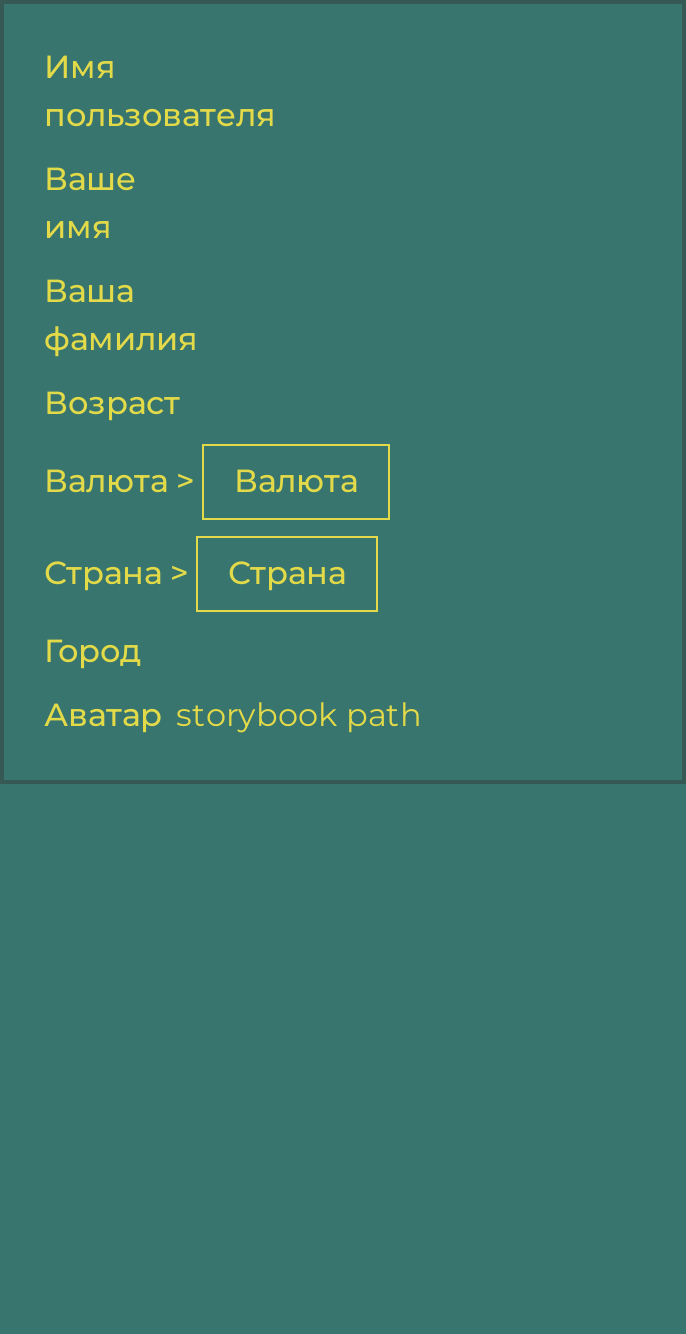 Имя
пользователя
Ваше
имя
Ваша
фамилия
Возраст
Валюта > Валюта
Страна > Страна
Город
Аватар storybook path